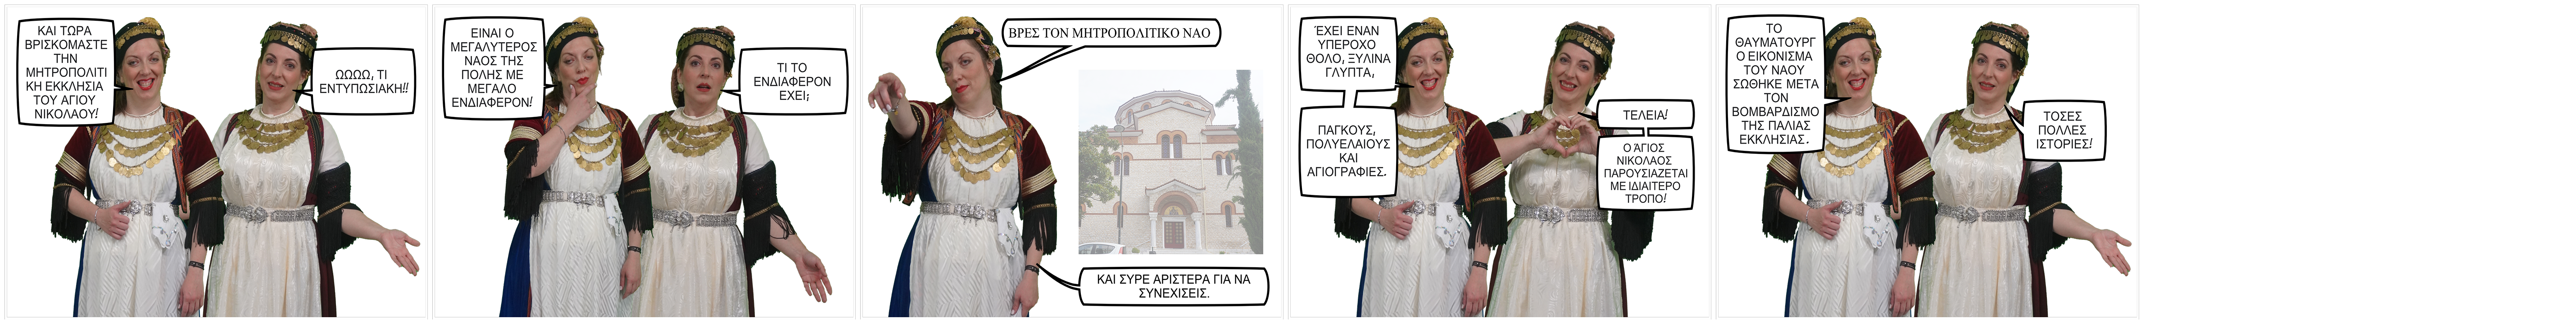 ΚΑΙ ΤΩΡΑ
ΒΡΙΣΚΟΜΑΣΤΕ
ΤΗΝ
ΜΗΤΡΟΠΟΛΙΤΙ
ΚΗ ΕΚΚΛΗΣΙΑ
ΤΟΥ ΑΓΙΟΥ
ΝΙΚΟΛΑΟΥ!
ΩΩΩΩ, ΤΙ
ΕΝΤΥΠΩΣΙΑΚΗ!!
ΕΙΝΑΙ Ο
ΜΕΓΑΛΥΤΕΡΟΣ
ΝΑΟΣ ΤΗΣ
ΠΟΛΗΣ ΜΕ
ΜΕΓΑΛΟ
ΕΝΔΙΑΦΕΡΟΝ!
ΤΙ ΤΟ
ΕΝΔΙΑΦΕΡΟΝ
ΕΧΕΙ;
ΒΡΕΣ ΤΟΝ ΜΗΤΡΟΠΟΛΙΤΙΚΟ ΝΑΟ
ΚΑΙ ΣΥΡΕ ΑΡΙΣΤΕΡΑ ΓΙΑ ΝΑ
ΣΥΝΕΧΙΣΕΙΣ.
ΈΧΕΙ ΕΝΑΝ
ΥΠΕΡΟΧΟ
ΘΟΛΟ, ΞΥΛΙΝΑ
ΓΛΥΠΤΑ,
ΠΑΓΚΟΥΣ,
ΠΟΛΥΕΛΑΙΟΥΣ
ΚΑΙ
ΑΓΙΟΓΡΑΦΙΕΣ.
ΤΕΛΕΙΑ!
Ο ΆΓΙΟΣ
ΝΙΚΟΛΑΟΣ
ΠΑΡΟΥΣΙΑΖΕΤΑΙ
ΜΕ ΙΔΙΑΙΤΕΡΟ
ΤΡΟΠΟ!
ΤΟ
ΘΑΥΜΑΤΟΥΡΓ
Ο ΕΙΚΟΝΙΣΜΑ
ΤΟΥ ΝΑΟΥ
ΣΩΘΗΚΕ ΜΕΤΑ
ΤΟΝ
ΒΟΜΒΑΡΔΙΣΜΟ
ΤΗΣ ΠΑΛΙΑΣ
ΕΚΚΛΗΣΙΑΣ.
ΤΟΣΕΣ
ΠΟΛΛΕΣ
ΙΣΤΟΡΙΕΣ!